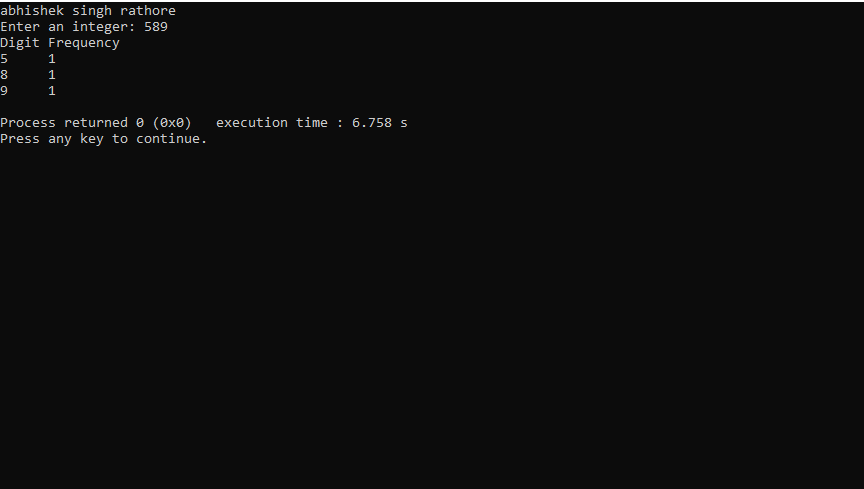 abhishek singh rathore
Enter an integer: 589
Digit Frequency
5     1
8     1
9     1
Process returned 0 (0x0)   execution time : 6.758 s
Press any key to continue.